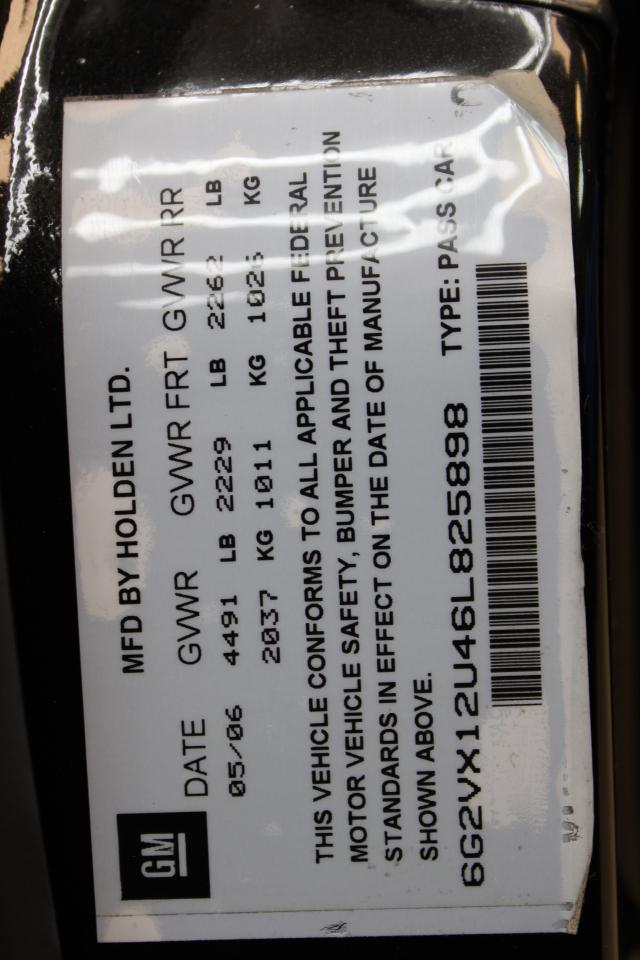 GM
MFD BY HOLDEN LTD.
DATE GVWR GVWR FRT GVWR RR
05/06 4491 LB 2229 LB 2262 LB
2037 KG 1011 KG 1026 KG
THIS VEHICLE CONFORMS TO ALL APPLICABLE FEDERAL
MOTOR VEHICLE SAFETY, BUMPER AND THEFT PREVENTION
STANDARDS IN EFFECT ON THE DATE OF MANUFACTURE
SHOWN ABOVE.
6G2VX12U46L825898 TYPE: PASS CAR